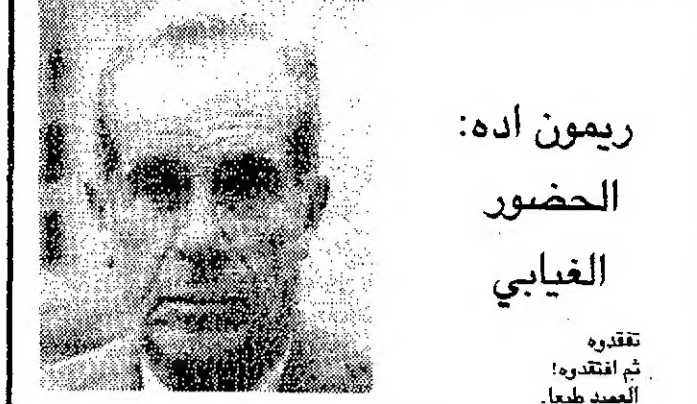 ريمون اده:
الحضور
الغيابي
تفقدوه
ثم افتقدوه!
العميد طبعا.